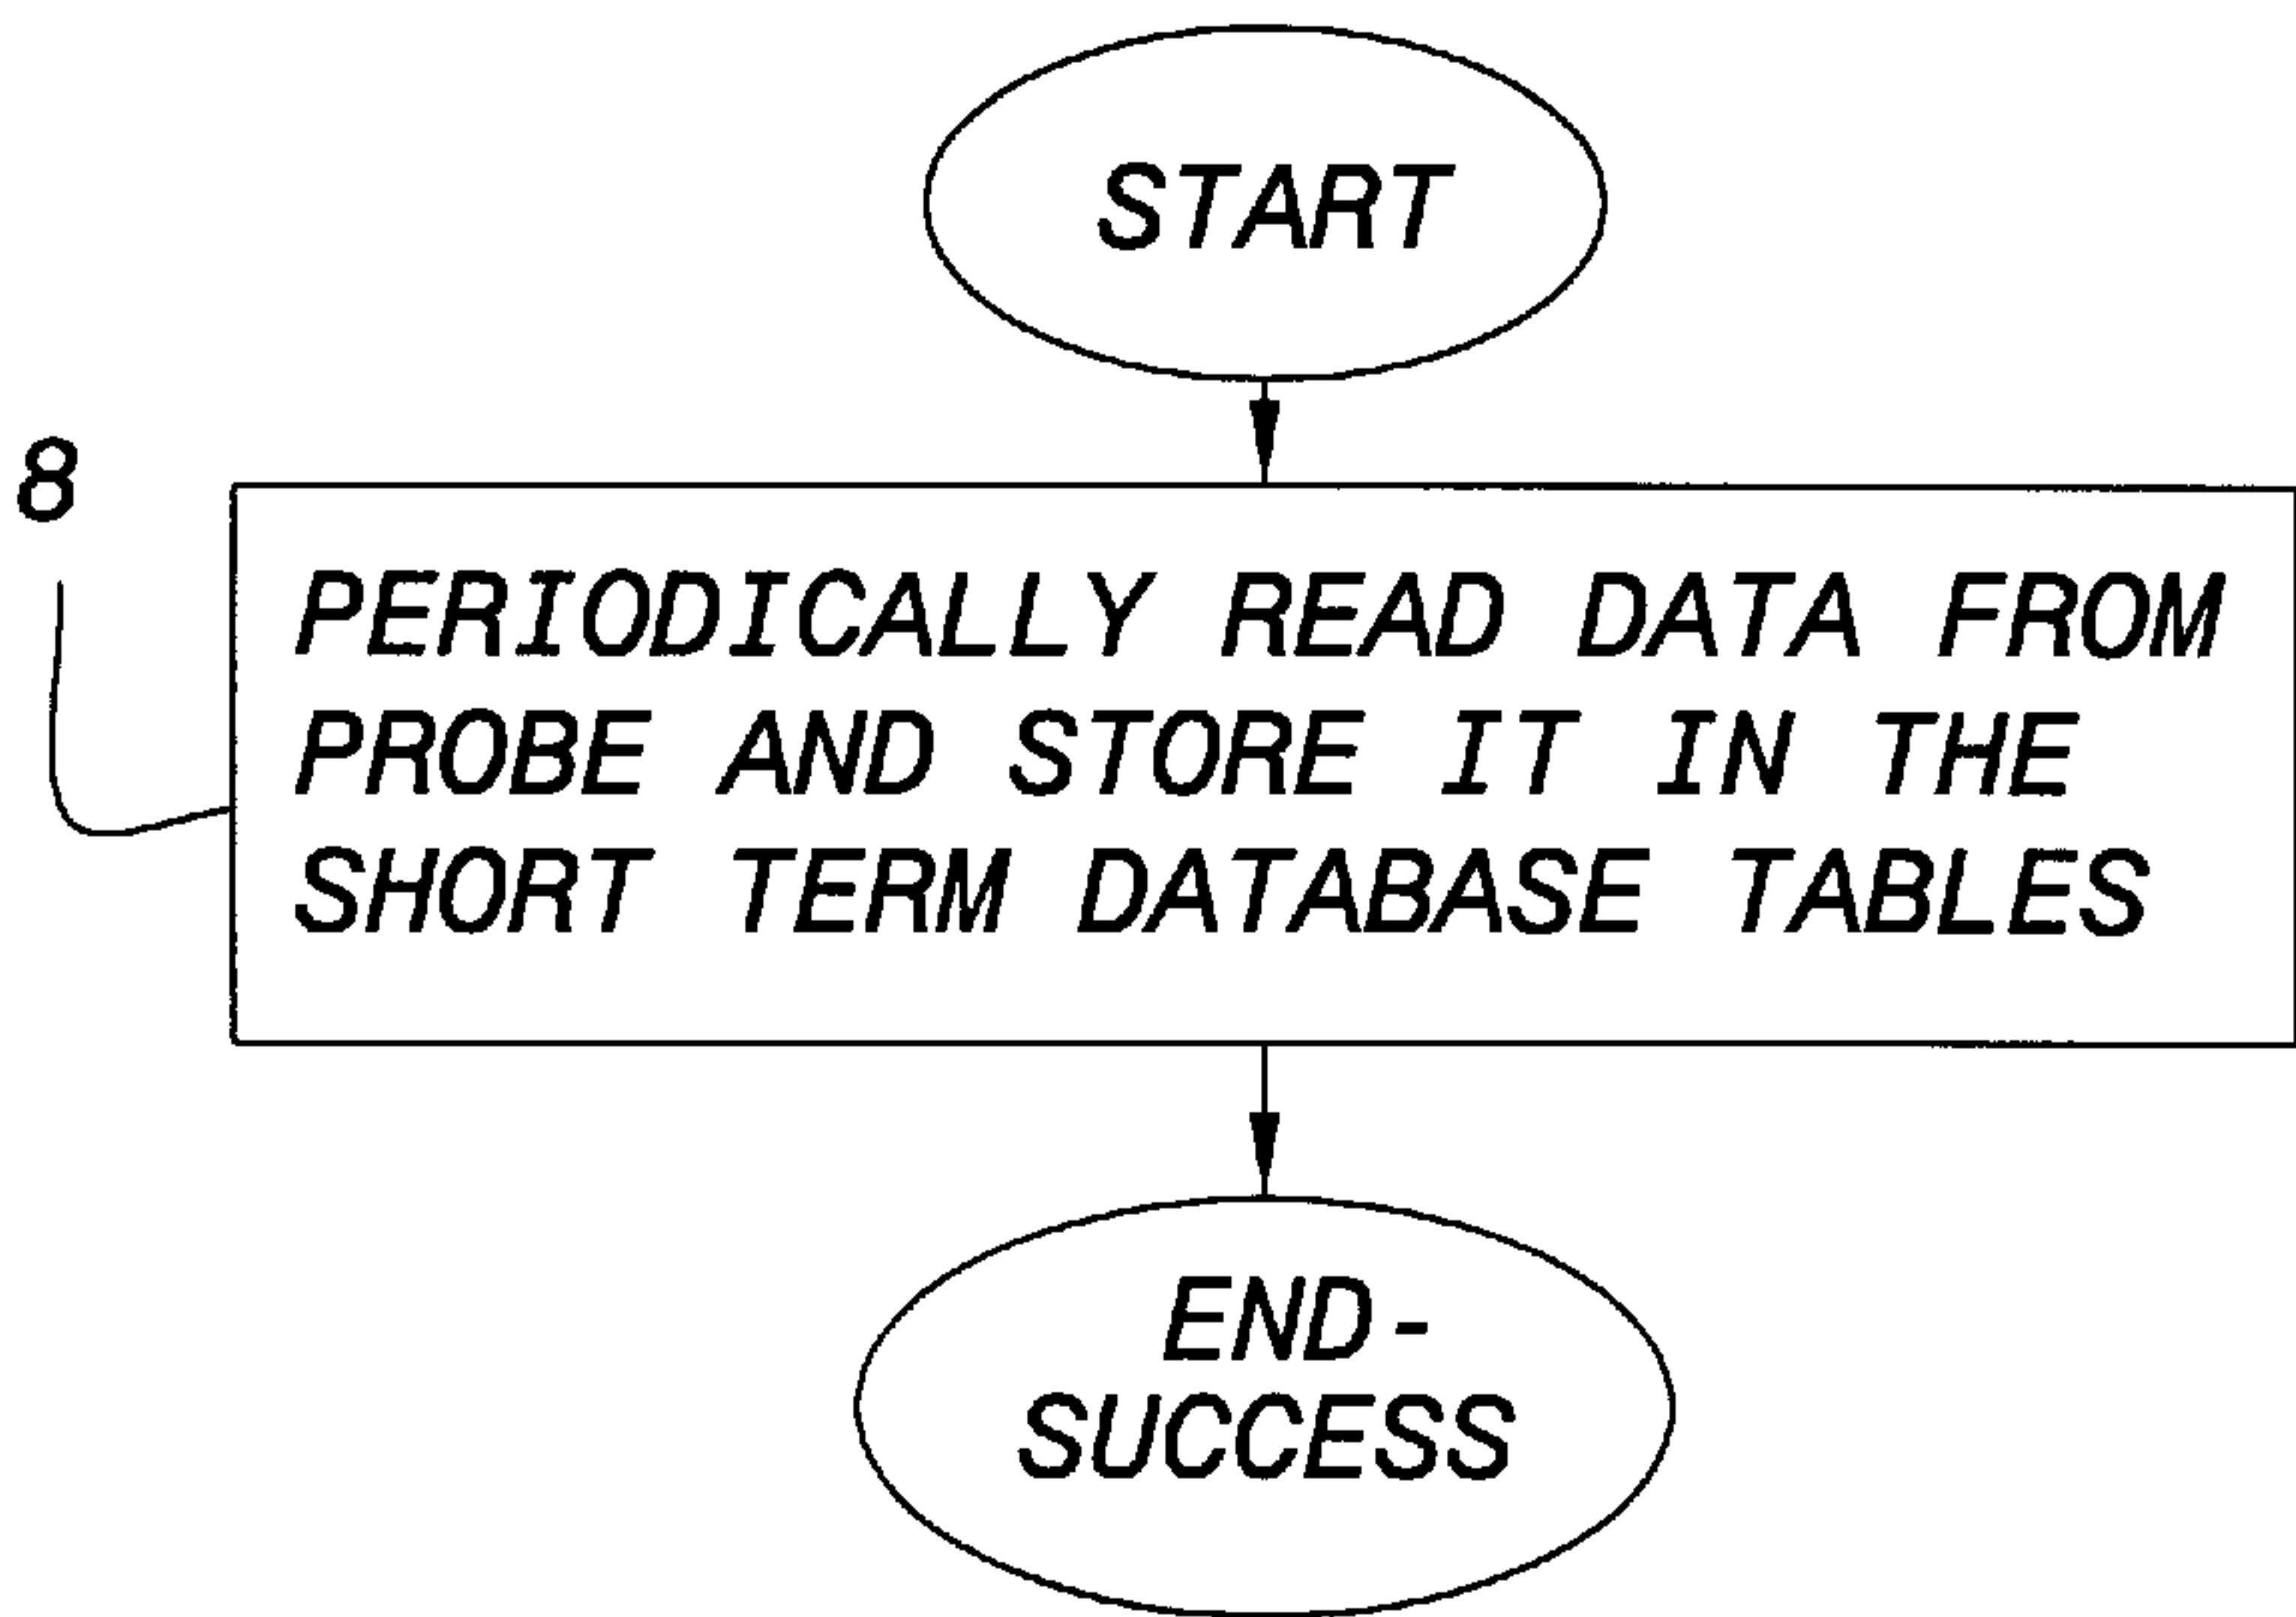 START
8
PERIODICALLY READ DATA FROM
PROBE AND STORE IT IN THE
SHORT TERM DATABASE TABLES
END-
SUCCESS